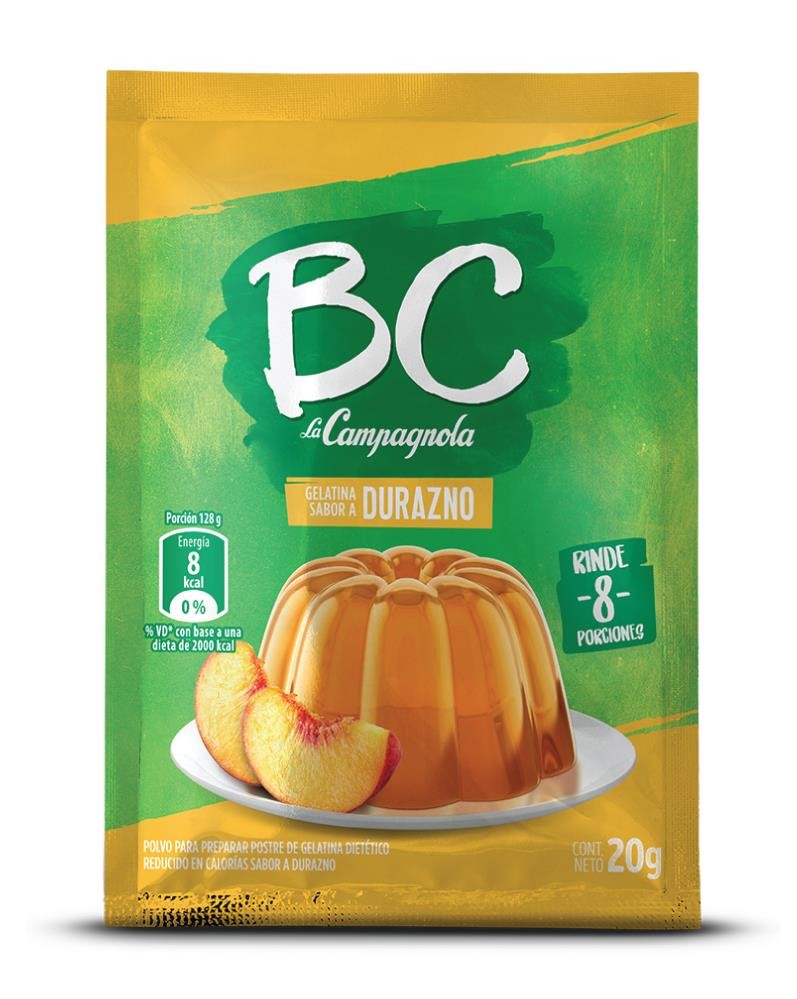 BC
La Campagnola
GELATINA
SABOR A DURAZNO
Porción 128 g
Energía
8
kcal
0 %
% VD* con base a una
dieta de 2000 kcal
RINDE
-8-
PORCIONES
POLVO PARA PREPARAR POSTRE DE GELATINA DIETÉTICO
REDUCIDO EN CALORÍAS SABOR A DURAZNO
CONT.
NETO 20g